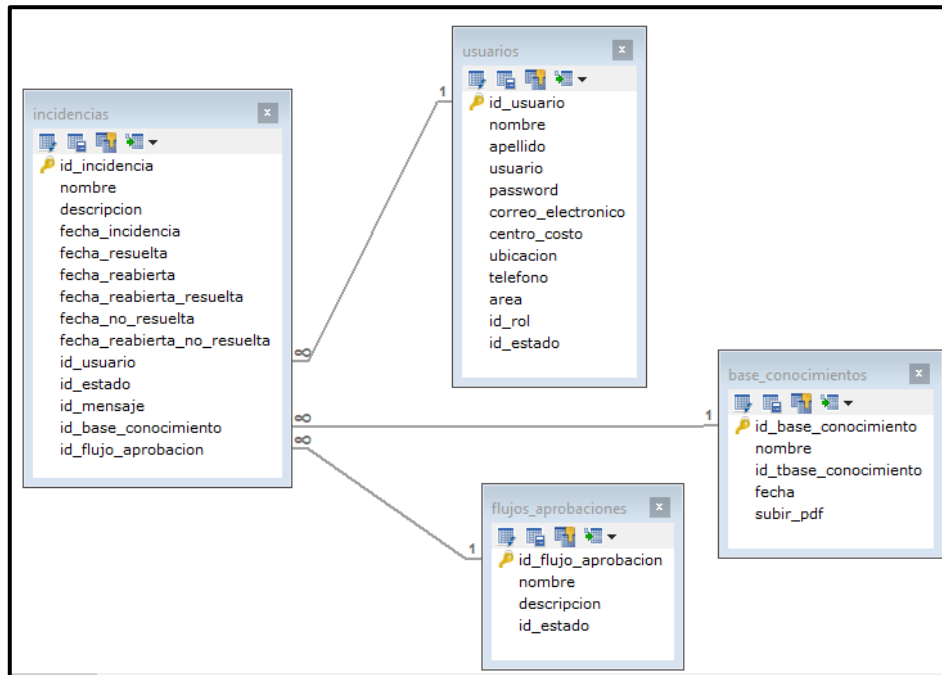 incidencias
x
id_incidencia
nombre
descripcion
fecha_incidencia
fecha_resuelta
fecha_reabierta
fecha_reabierta_resuelta
fecha_no_resuelta
fecha_reabierta_no_resuelta
id_usuario
id_estado
id_mensaje
id_base_conocimiento
id_flujo_aprobacion
∞
∞
∞
1
usuarios
x
id_usuario
nombre
apellido
usuario
password
correo_electronico
centro_costo
ubicacion
telefono
area
id_rol
id_estado
1
base_conocimientos
x
id_base_conocimiento
nombre
id_tbase_conocimiento
fecha
subir_pdf
1
flujos_aprobaciones
x
id_flujo_aprobacion
nombre
descripcion
id_estado